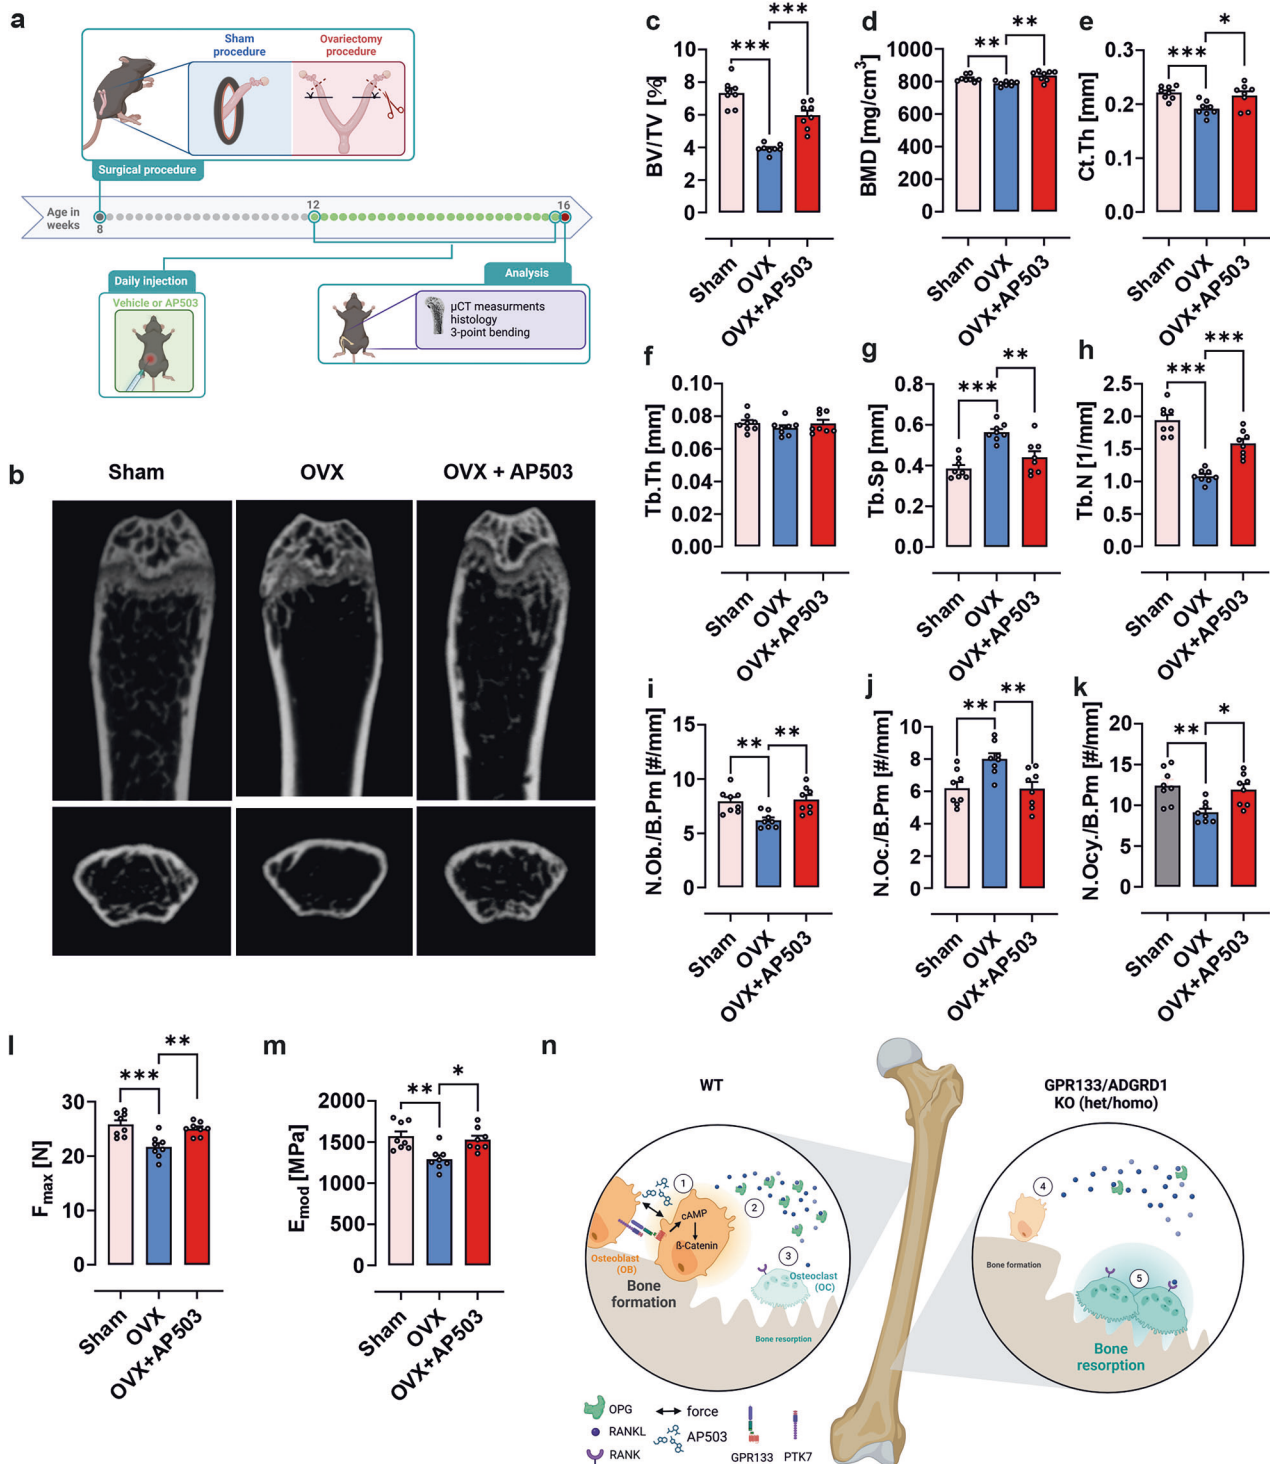 a
Sham
procedure
Ovariectomy
procedure
Surgical procedure
Age in
weeks
8
12
16
Daily injection
Vehicle or AP503
Analysis
µCT measurments
histology
3-point bending
b
Sham
OVX
OVX + AP503
c
BV/TV [%]
10
8
6
4
2
0
***
***
Sham
OVX
OVX+AP503
d
BMD [mg/cm³]
1000
800
600
400
200
0
**
**
Sham
OVX
OVX+AP503
e
Ct.Th [mm]
0.3
0.2
0.1
0.0
***
*
Sham
OVX
OVX+AP503
f
Tb.Th [mm]
0.10
0.08
0.06
0.04
0.02
0.00
Sham
OVX
OVX+AP503
g
Tb.Sp [mm]
0.8
0.6
0.4
0.2
0.0
***
**
Sham
OVX
OVX+AP503
h
Tb.N [1/mm]
2.5
2.0
1.5
1.0
0.5
0.0
***
***
Sham
OVX
OVX+AP503
i
N.Ob./B.Pm [#/mm]
15
10
5
0
**
**
Sham
OVX
OVX+AP503
j
N.Oc./B.Pm [#/mm]
10
8
6
4
2
0
**
**
Sham
OVX
OVX+AP503
k
N.Ocy./B.Pm [#/mm]
20
15
10
5
0
**
*
Sham
OVX
OVX+AP503
l
Fmax [N]
30
20
10
0
***
**
Sham
OVX
OVX+AP503
m
Emod [MPa]
2000
1500
1000
500
0
**
*
Sham
OVX
OVX+AP503
n
WT
GPR133/ADGRD1
KO (het/homo)
1
2
3
cAMP
ß-Catenin
Osteoblast
(OB)
Bone
formation
Osteoclast
(OC)
Bone resorption
4
5
Bone formation
Bone
resorption
OPG
RANKL
RANK
force
AP503
GPR133
PTK7